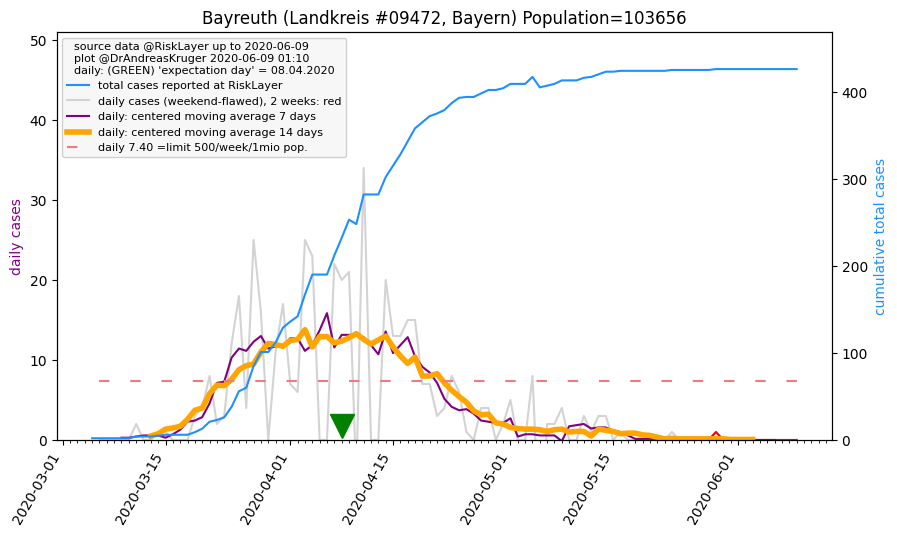 Bayreuth (Landkreis #09472, Bayern) Population=103656
source data @RiskLayer up to 2020-06-09
plot @DrAndreasKruger 2020-06-09 01:10
daily: (GREEN) 'expectation day' = 08.04.2020
total cases reported at RiskLayer
daily cases (weekend-flawed), 2 weeks: red
daily: centered moving average 7 days
daily: centered moving average 14 days
daily 7.40 =limit 500/week/1mio pop.
50
40
30
20
10
0
daily cases
400
300
200
100
0
cumulative total cases
2020-03-01
2020-03-15
2020-04-01
2020-04-15
2020-05-01
2020-05-15
2020-06-01